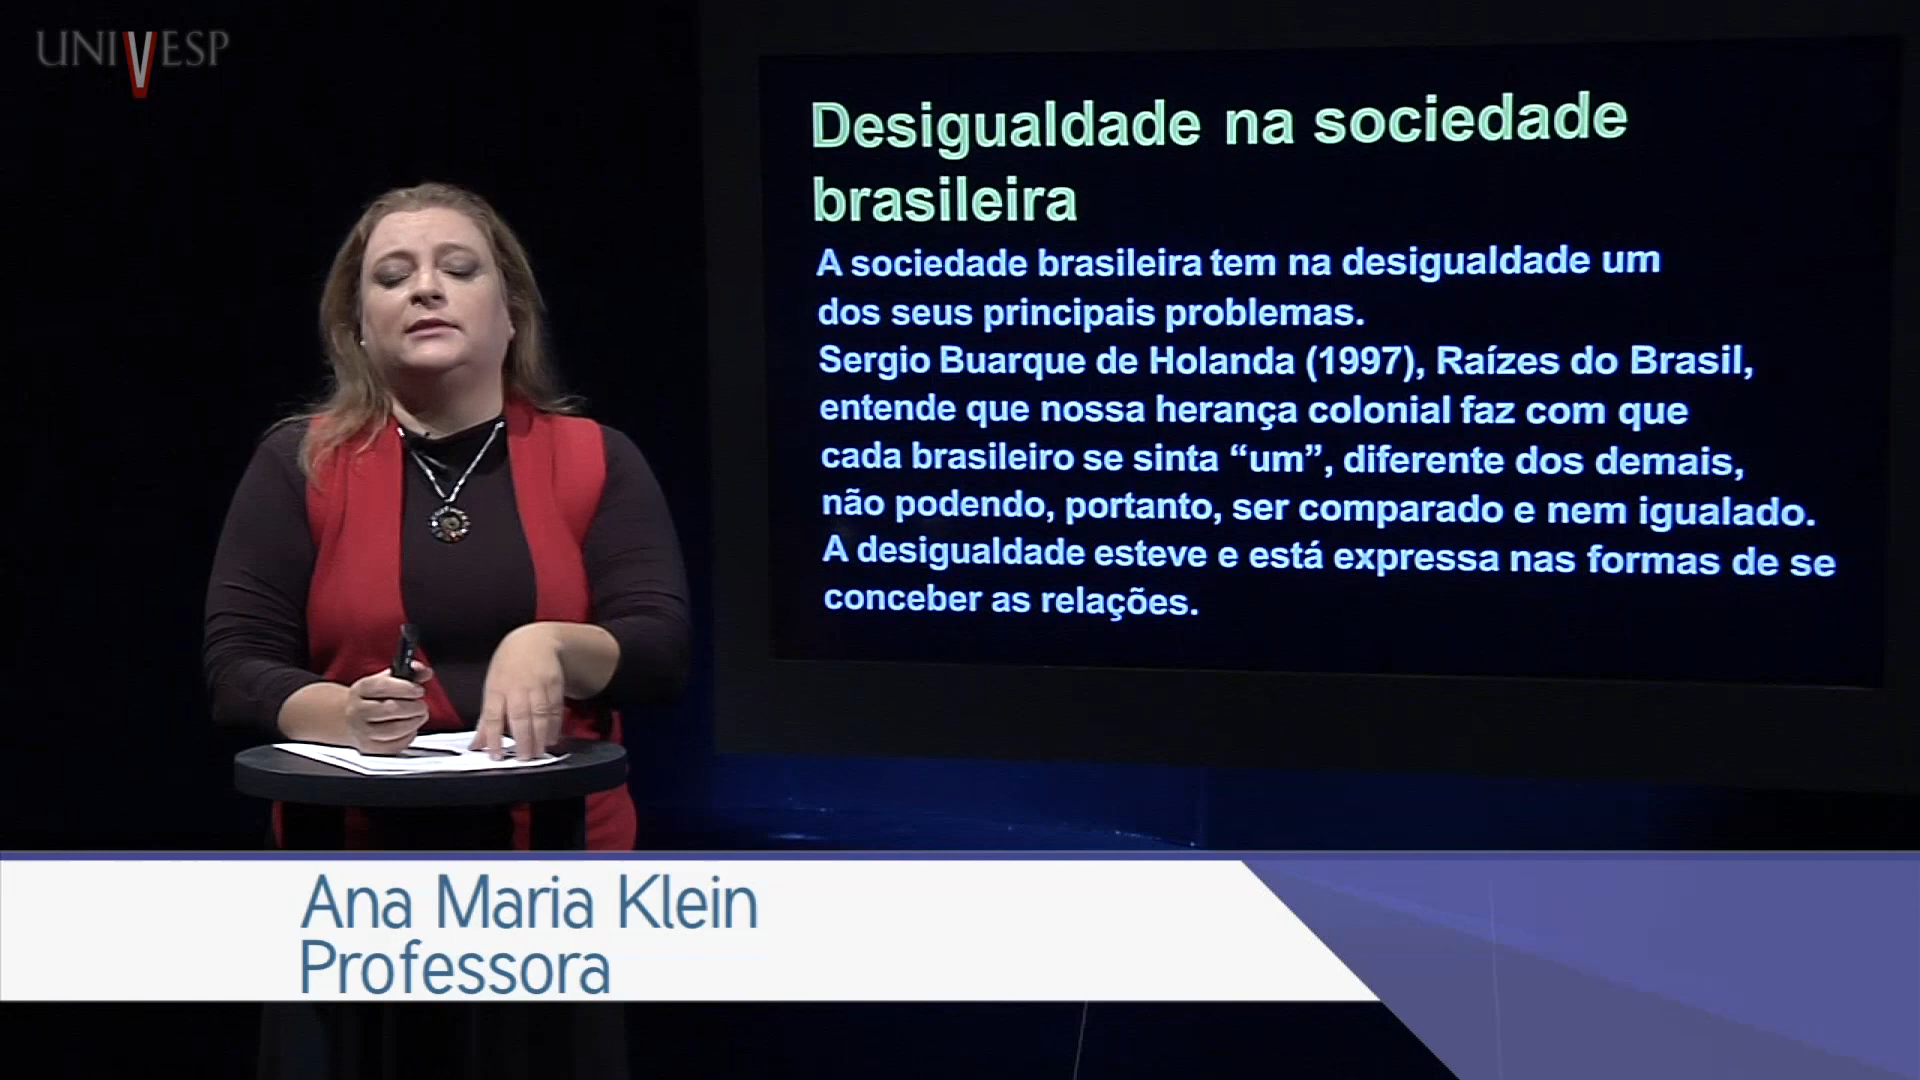 UNIVESP
Desigualdade na sociedade
brasileira
A sociedade brasileira tem na desigualdade um
dos seus principais problemas.
Sergio Buarque de Holanda (1997), Raízes do Brasil,
entende que nossa herança colonial faz com que
cada brasileiro se sinta “um”, diferente dos demais,
não podendo, portanto, ser comparado e nem igualado.
A desigualdade esteve e está expressa nas formas de se
conceber as relações.
Ana Maria Klein
Professora